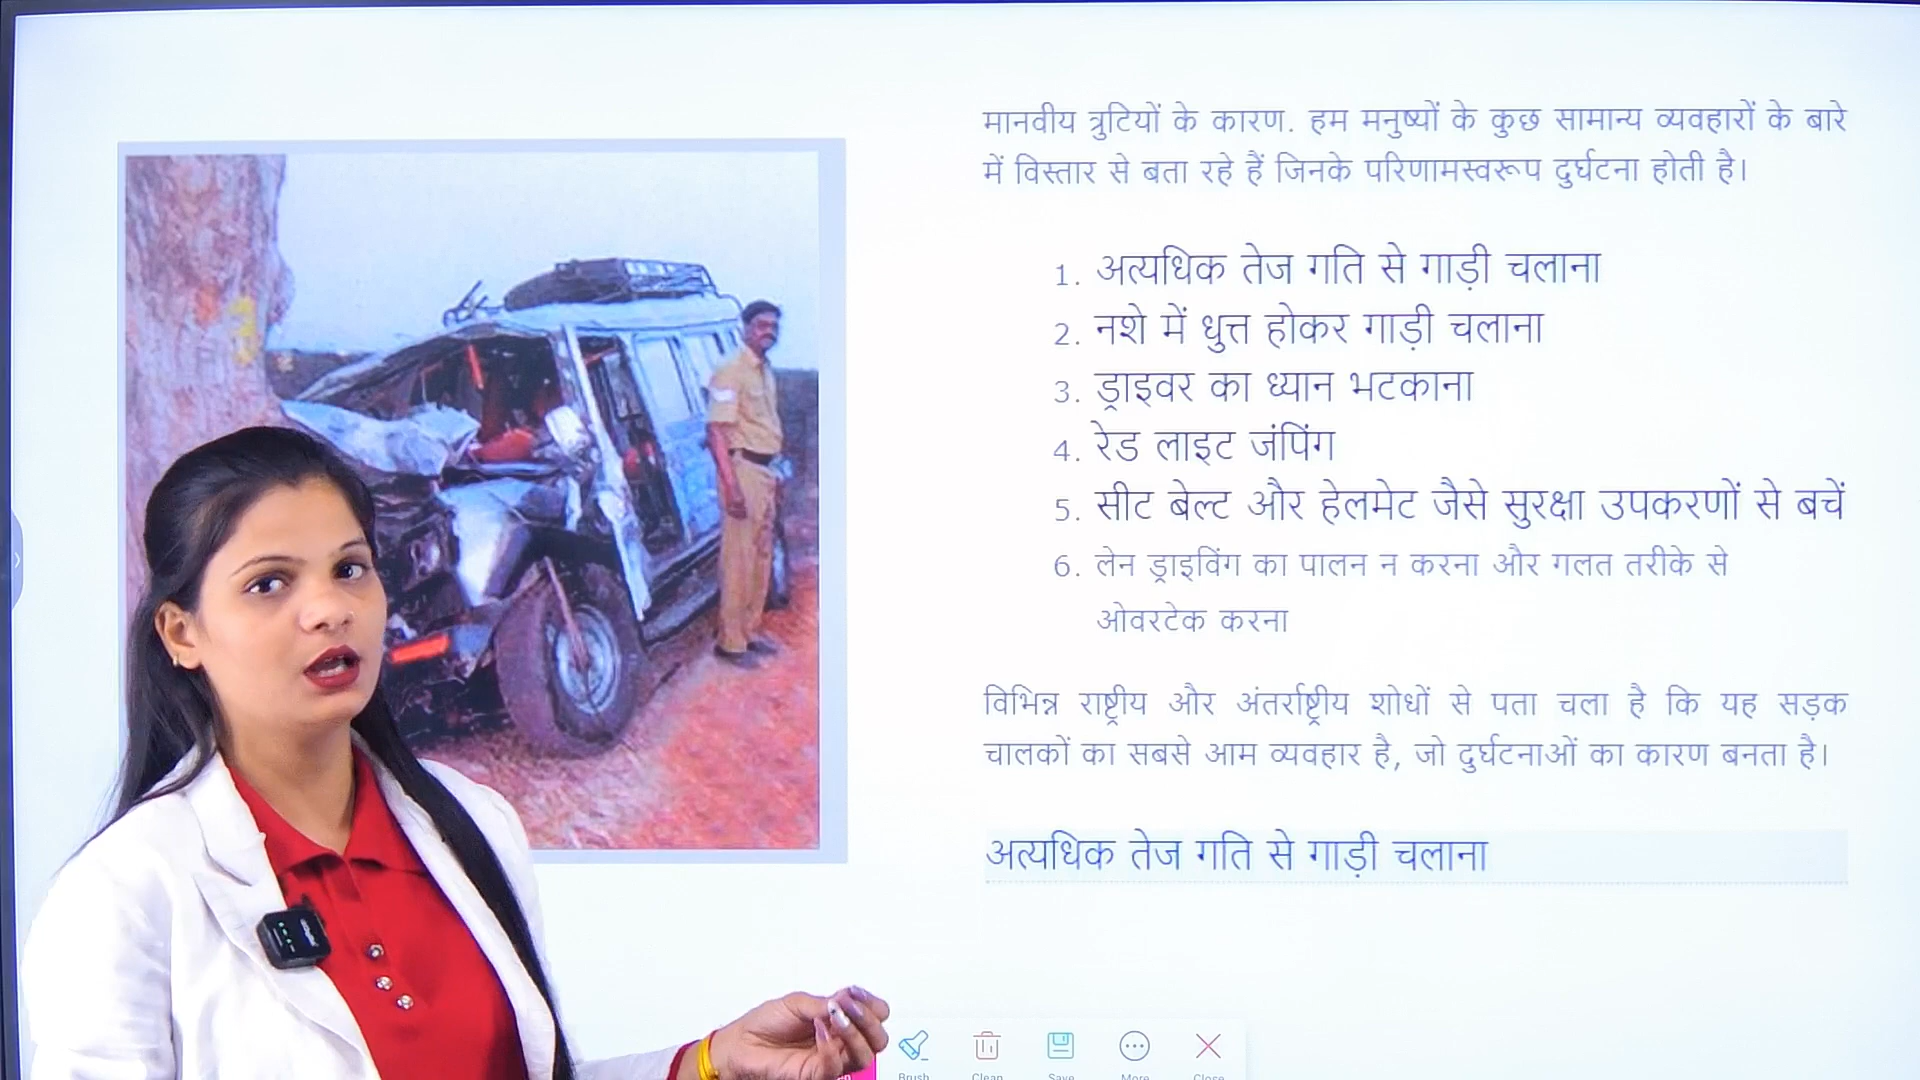 मानवीय त्रुटियों के कारण. हम मनुष्यों के कुछ सामान्य व्यवहारों के बारे
में विस्तार से बता रहे हैं जिनके परिणामस्वरूप दुर्घटना होती है।
1. अत्यधिक तेज गति से गाड़ी चलाना
2. नशे में धुत्त होकर गाड़ी चलाना
3. ड्राइवर का ध्यान भटकाना
4. रेड लाइट जंपिंग
5. सीट बेल्ट और हेलमेट जैसे सुरक्षा उपकरणों से बचें
6. लेन ड्राइविंग का पालन न करना और गलत तरीके से
ओवरटेक करना
विभिन्न राष्ट्रीय और अंतर्राष्ट्रीय शोधों से पता चला है कि यह सड़क
चालकों का सबसे आम व्यवहार है, जो दुर्घटनाओं का कारण बनता है।
अत्यधिक तेज गति से गाड़ी चलाना
Brush Clean Save More Close